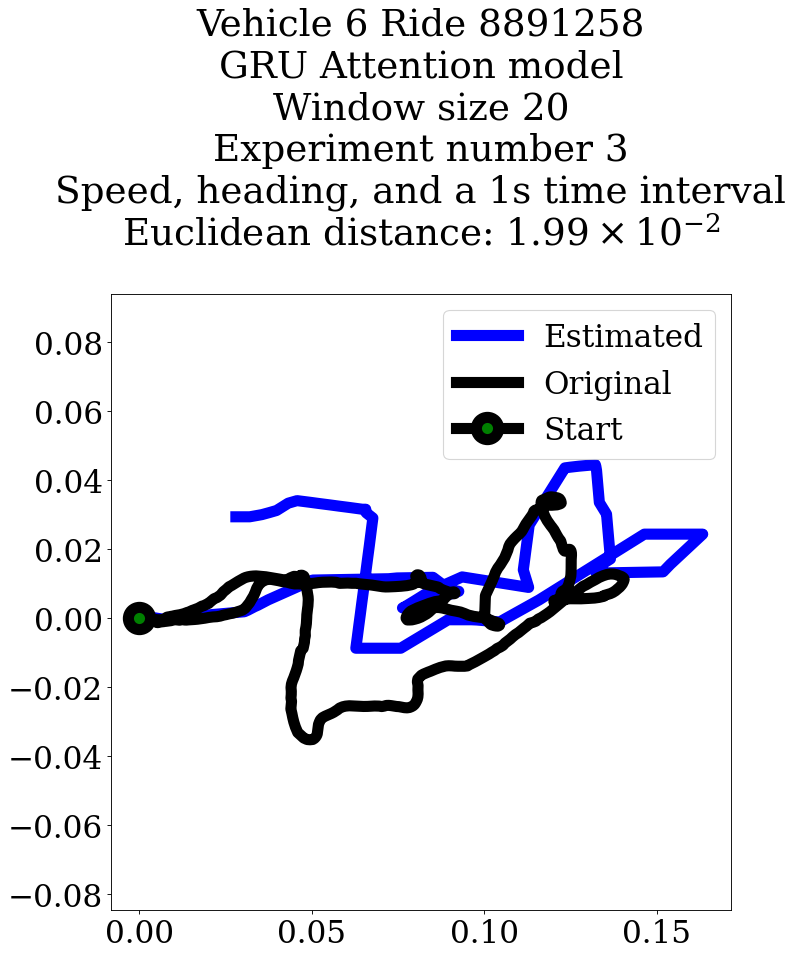 Vehicle 6 Ride 8891258
GRU Attention model
Window size 20
Experiment number 3
Speed, heading, and a 1s time interval
Euclidean distance: 1.99 × 10⁻²
Estimated
Original
Start
0.08
0.06
0.04
0.02
0.00
−0.02
−0.04
−0.06
−0.08
0.00 0.05 0.10 0.15